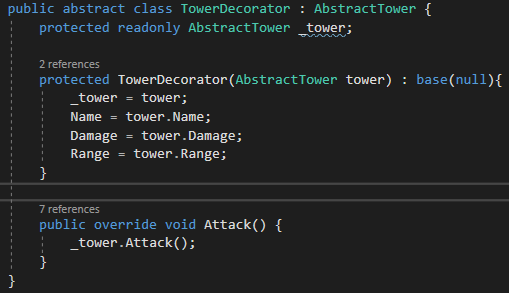 public abstract class TowerDecorator : AbstractTower {
protected readonly AbstractTower _tower;
2 references
protected TowerDecorator(AbstractTower tower) : base(null){
_tower = tower;
Name = tower.Name;
Damage = tower.Damage;
Range = tower.Range;
}
7 references
public override void Attack() {
_tower.Attack();
}
}